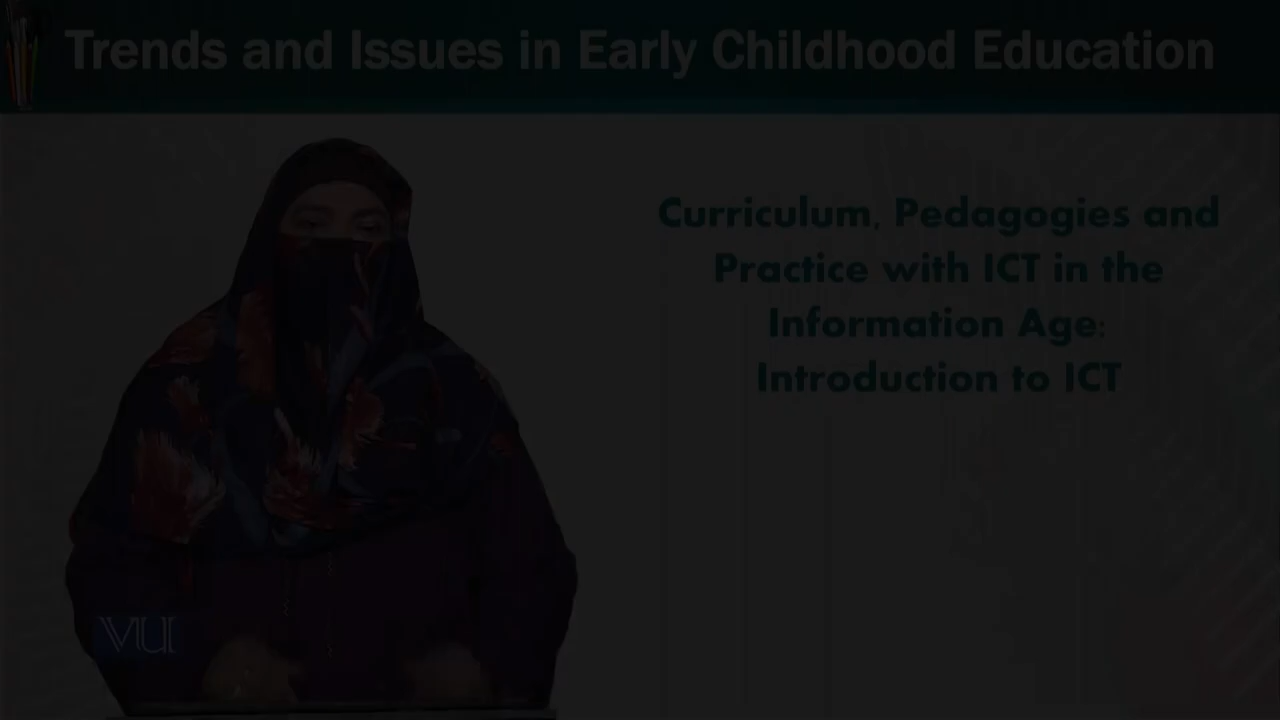 Trends and Issues in Early Childhood Education
Curriculum, Pedagogies and
Practice with ICT in the
Information Age:
Introduction to ICT
VU